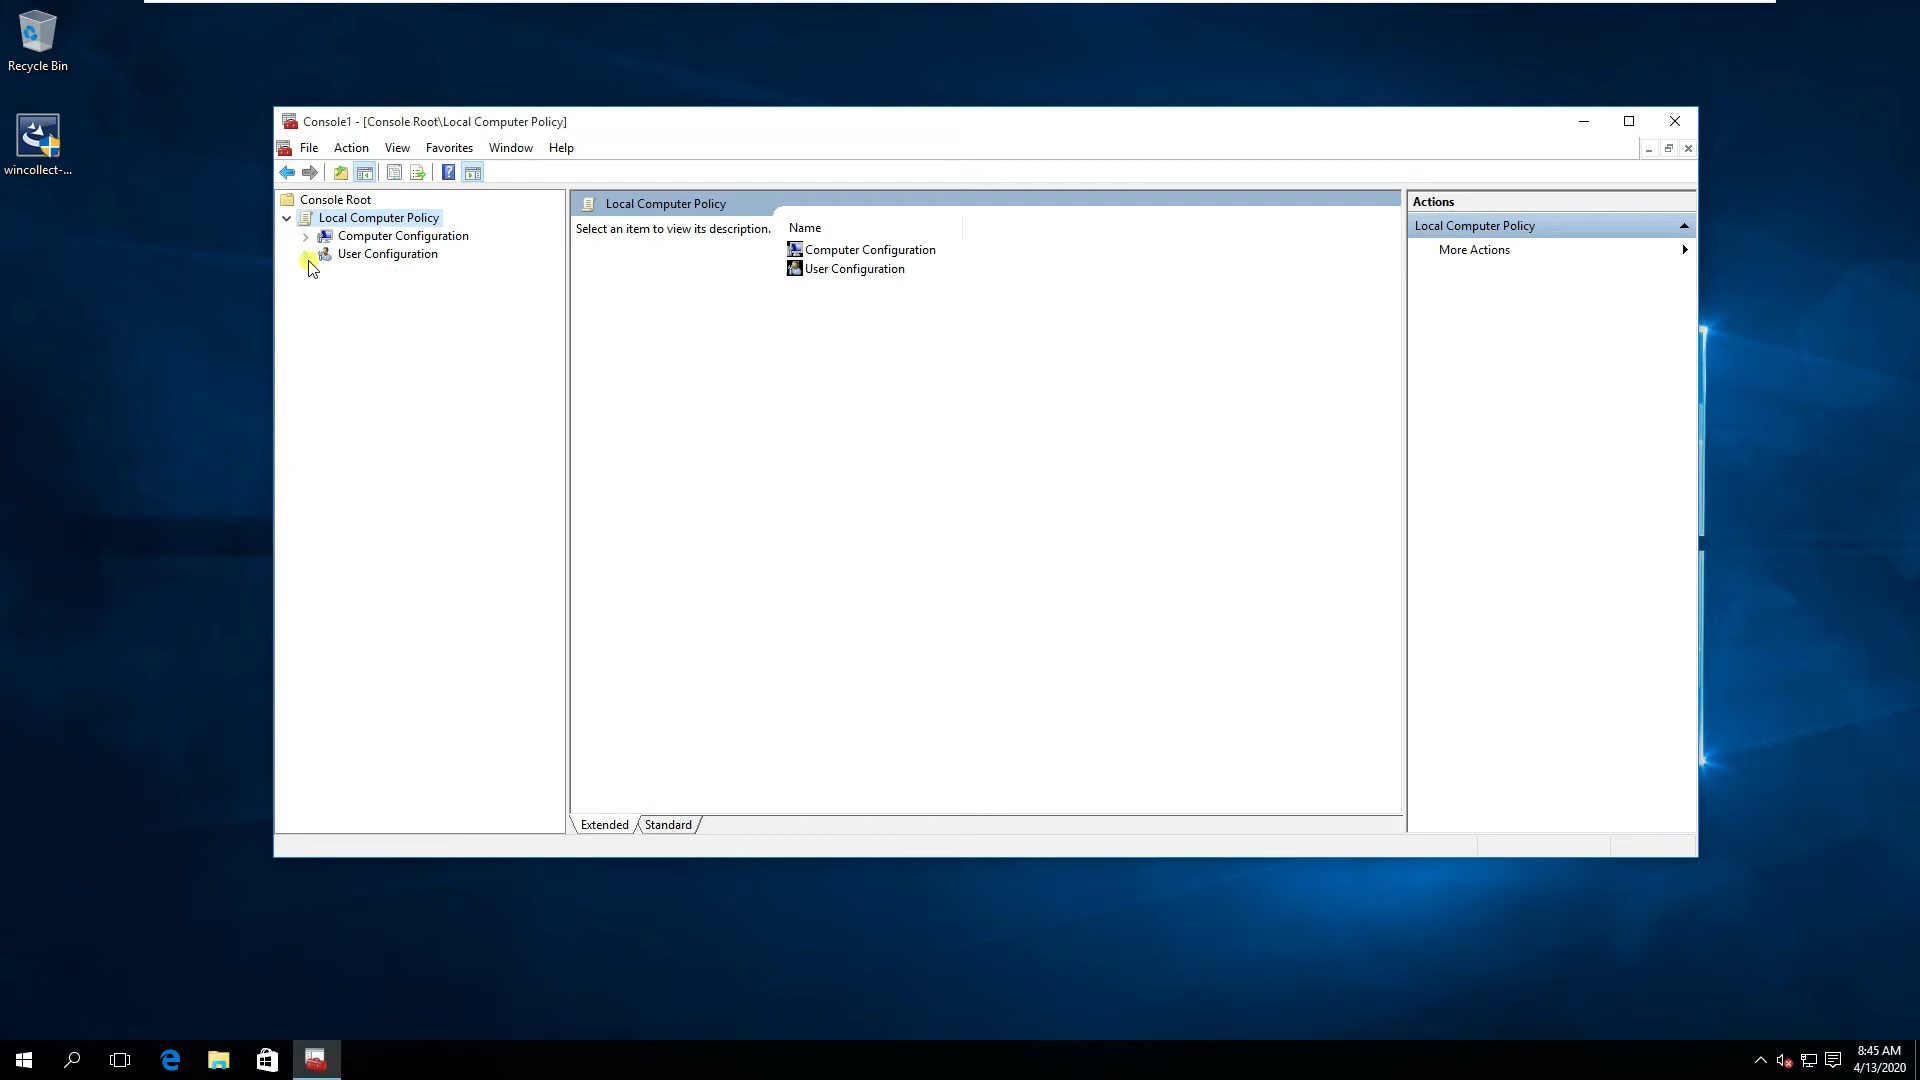 Recycle Bin
wincollect-...
Console1 - [Console Root\Local Computer Policy]
File Action View Favorites Window Help
Console Root
Local Computer Policy
Computer Configuration
User Configuration
Local Computer Policy
Select an item to view its description.
Name
Computer Configuration
User Configuration
Extended Standard
Actions
Local Computer Policy
More Actions
8:45 AM
4/13/2020